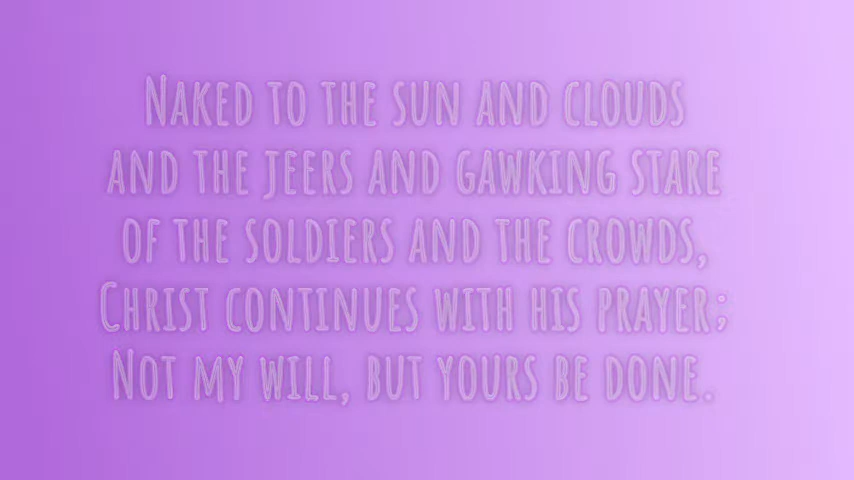 Naked to the sun and clouds
and the jeers and gawking stare
of the soldiers and the crowds,
Christ continues with his prayer;
Not my will, but yours be done.